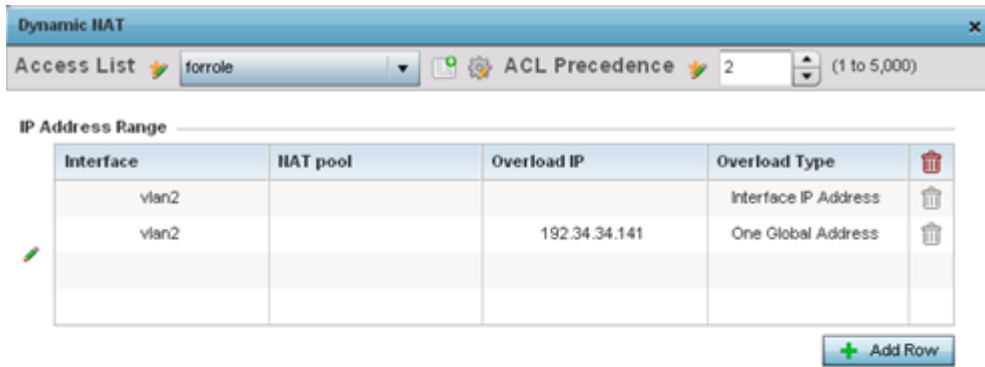 Dynamic NAT
Access List forrole ACL Precedence 2 (1 to 5,000)
IP Address Range
Interface NAT pool Overload IP Overload Type
vlan2 Interface IP Address
vlan2 192.34.34.141 One Global Address
Add Row